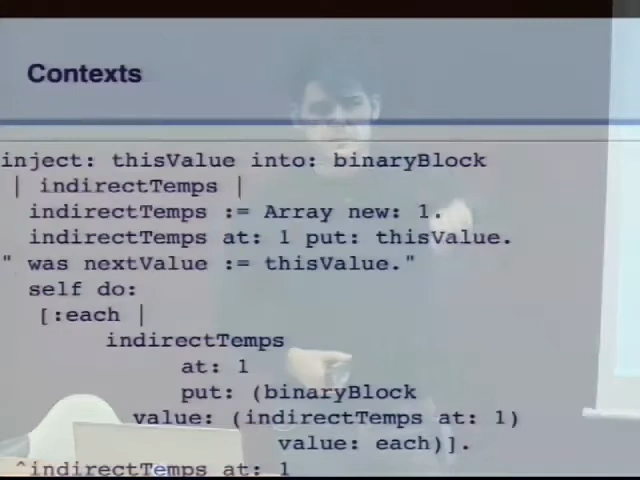 Contexts
inject: thisValue into: binaryBlock
| indirectTemps |
indirectTemps := Array new: 1.
indirectTemps at: 1 put: thisValue.
" was nextValue := thisValue."
self do:
[:each |
indirectTemps
at: 1
put: (binaryBlock
value: (indirectTemps at: 1)
value: each)].
^indirectTemps at: 1